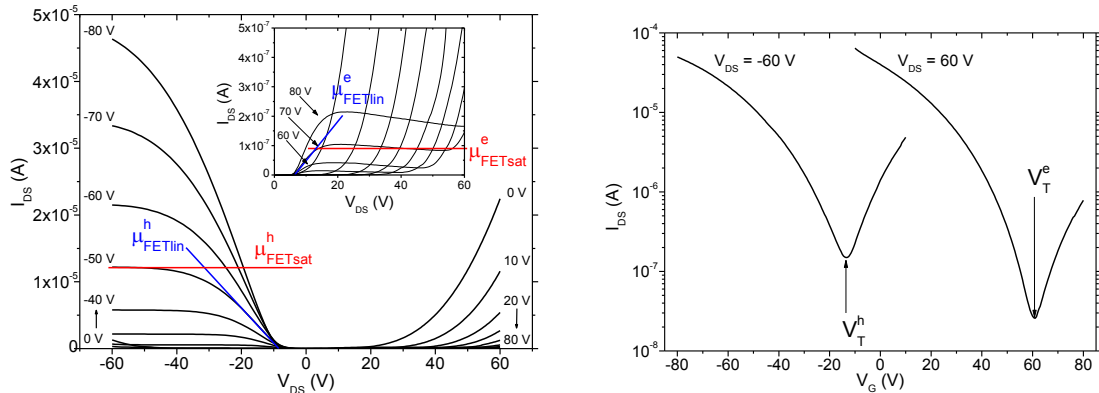 5x10⁻⁵
4x10⁻⁵
3x10⁻⁵
2x10⁻⁵
1x10⁻⁵
0
I_DS (A)
-80 V
-70 V
-60 V
-50 V
-40 V
0 V
μ^h_FETlin
μ^h_FETsat
0 V
10 V
20 V
80 V
-60
-40
-20
0
20
40
60
V_DS (V)
5x10⁻⁷
4x10⁻⁷
3x10⁻⁷
2x10⁻⁷
1x10⁻⁷
0
I_DS (A)
μ^e_FETlin
80 V
70 V
60 V
μ^e_FETsat
0
20
40
60
V_DS (V)
10⁻⁴
10⁻⁵
10⁻⁶
10⁻⁷
10⁻⁸
I_DS (A)
V_DS = -60 V
V_DS = 60 V
V^e_T
V^h_T
-80
-60
-40
-20
0
20
40
60
80
V_G (V)